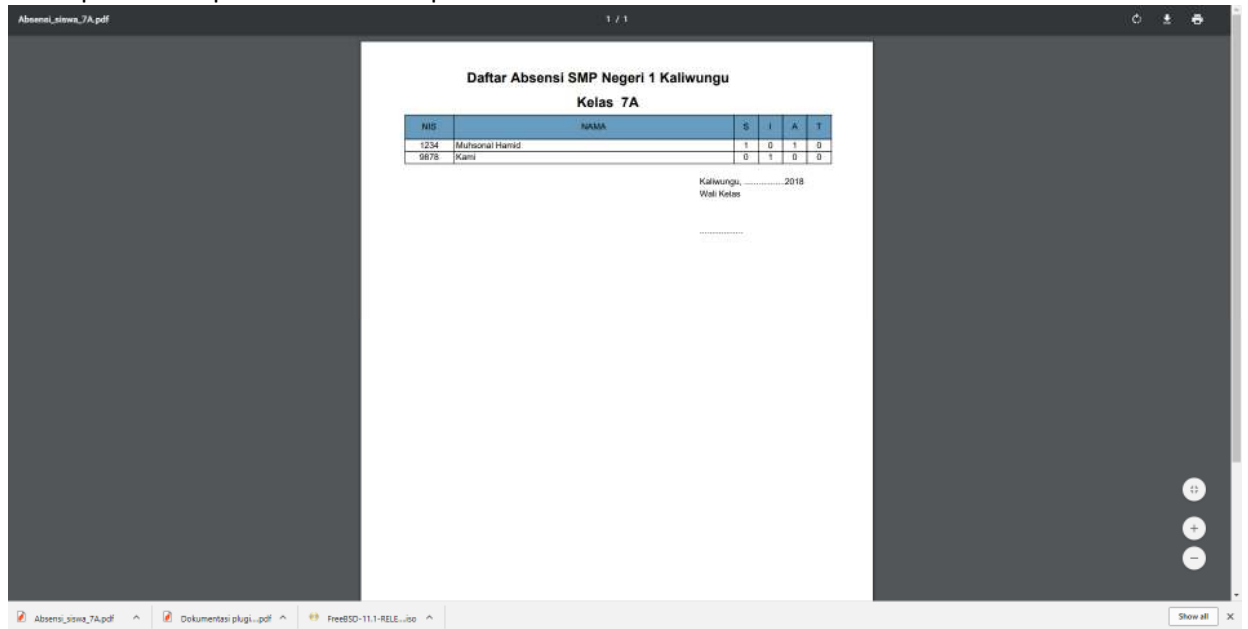 Absensi_siswa_7A.pdf
1 / 1
Daftar Absensi SMP Negeri 1 Kaliwungu
Kelas 7A
NIS NAMA S I A T
1234 Muhsonal Hamid 1 0 1 0
9878 Kami 0 1 0 0
Kaliwungu, ..................2018
Wali Kelas
...................
Absensi_siswa_7A.pdf Dokumentasi plugi....pdf FreeBSD-11.1-RELE....iso Show all